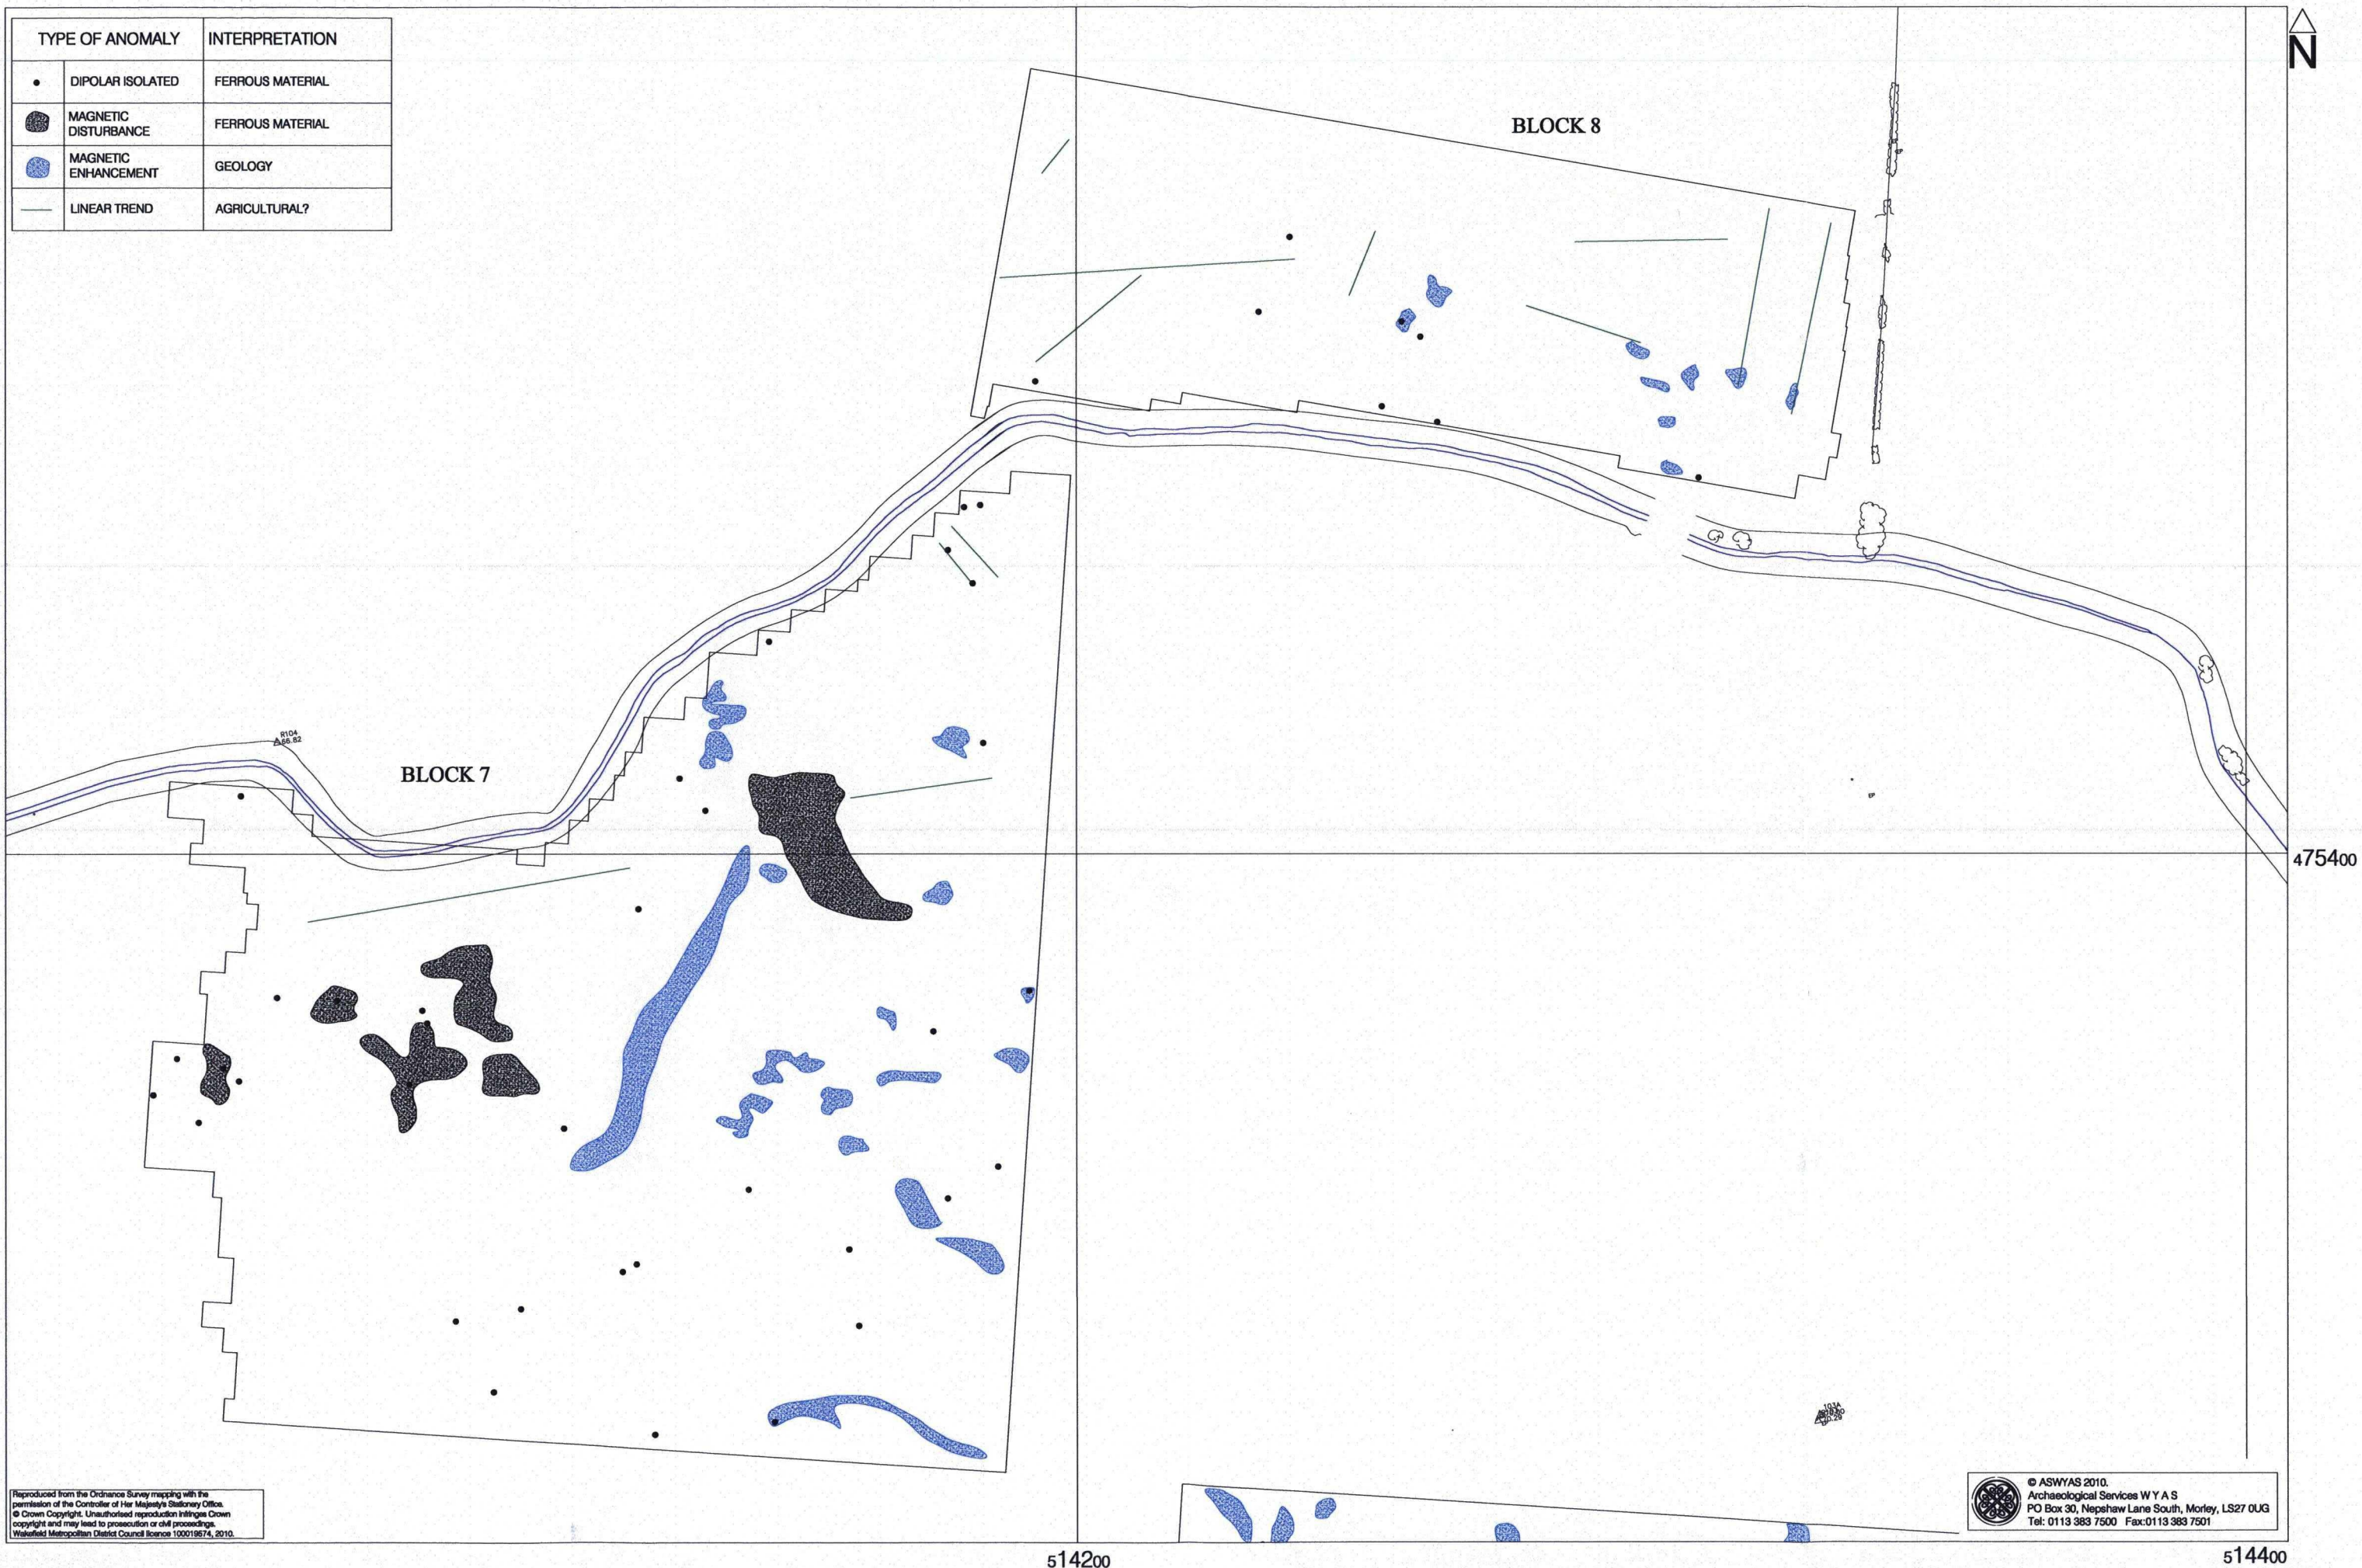 TYPE OF ANOMALY INTERPRETATION
DIPOLAR ISOLATED FERROUS MATERIAL
MAGNETIC
DISTURBANCE
FERROUS MATERIAL
MAGNETIC
ENHANCEMENT
GEOLOGY
LINEAR TREND AGRICULTURAL?
N
BLOCK 8
R104
66.82
BLOCK 7
475400
Reproduced from the Ordnance Survey mapping with the
permission of the Controller of Her Majesty's Stationery Office.
© Crown Copyright. Unauthorised reproduction infringes Crown
copyright and may lead to prosecution or civil proceedings.
Wakefield Metropolitan District Council licence 100019574, 2010.
© ASWYAS 2010.
Archaeological Services W Y A S
PO Box 30, Nepshaw Lane South, Morley, LS27 0UG
Tel: 0113 383 7500 Fax:0113 383 7501
514200
514400